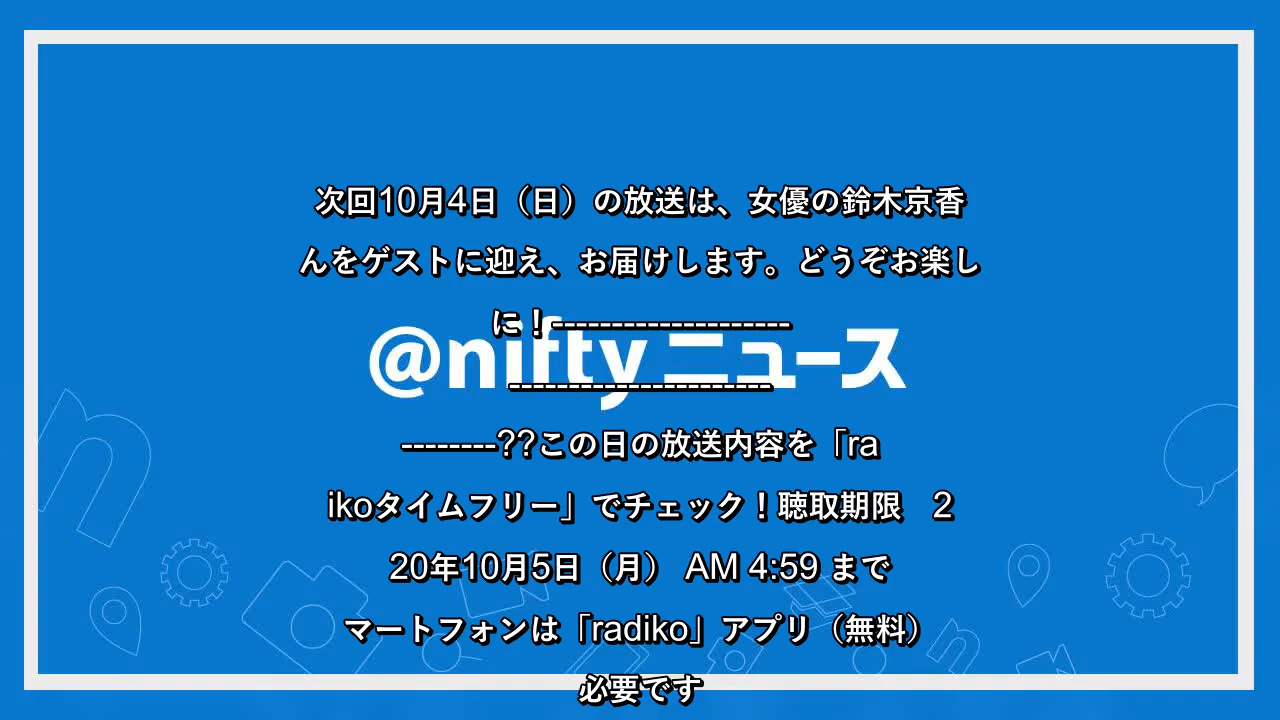 次回10月4日（日）の放送は、女優の鈴木京香
んをゲストに迎え、お届けします。どうぞお楽し
に！--------------------
@nifty ニュース
----------------------
--------??この日の放送内容を「ra
ikoタイムフリー」でチェック！聴取期限　2
20年10月5日（月） AM 4:59 まで
マートフォンは「radiko」アプリ（無料）
必要です